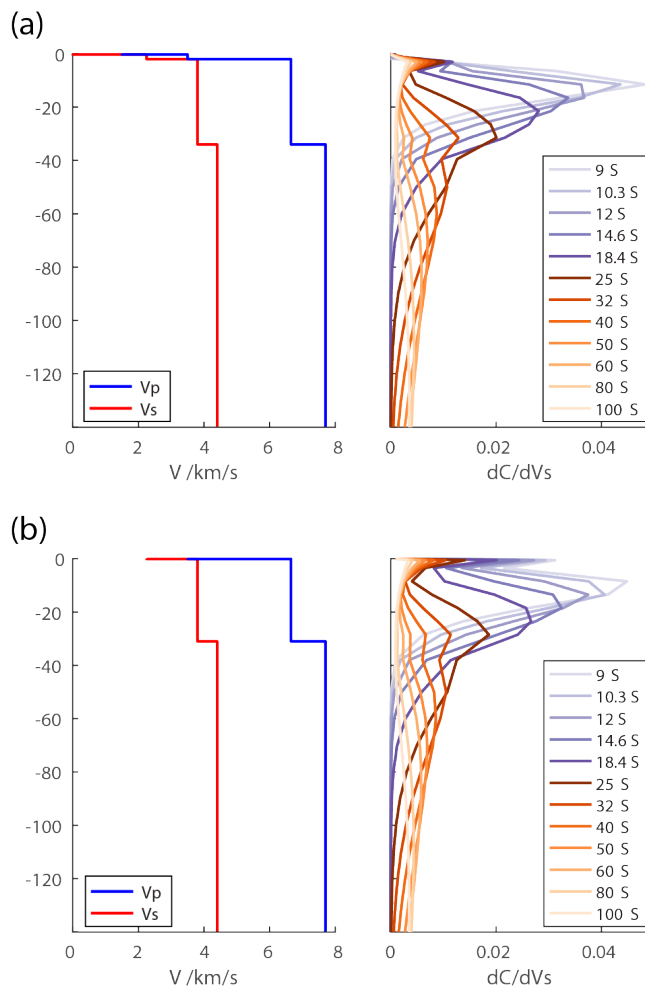 (a)
0
-20
-40
-60
-80
-100
-120
Vp
Vs
0 2 4 6 8
V /km/s
9 S
10.3 S
12 S
14.6 S
18.4 S
25 S
32 S
40 S
50 S
60 S
80 S
100 S
0 0.02 0.04
dC/dVs
(b)
0
-20
-40
-60
-80
-100
-120
Vp
Vs
0 2 4 6 8
V /km/s
9 S
10.3 S
12 S
14.6 S
18.4 S
25 S
32 S
40 S
50 S
60 S
80 S
100 S
0 0.02 0.04
dC/dVs